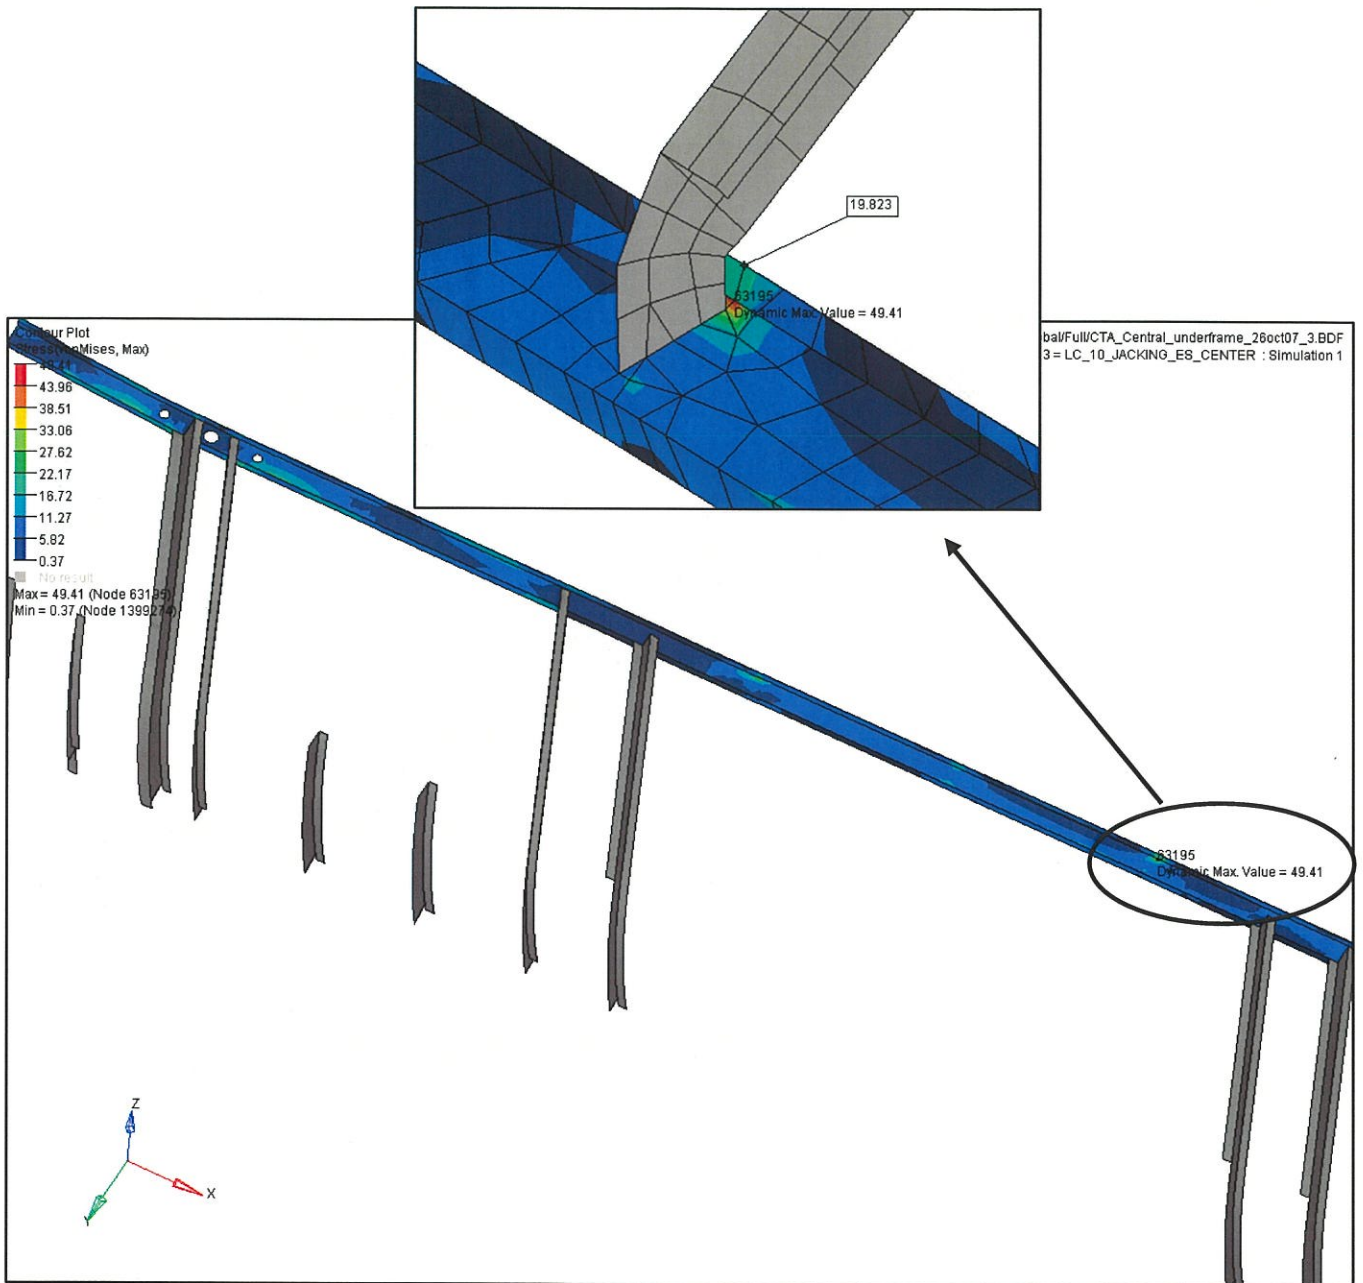 19.823
63195
Dynamic Max. Value = 49.41
Contour Plot
Stress(vonMises, Max)
49.41
43.96
38.51
33.06
27.62
22.17
16.72
11.27
5.82
0.37
No result
Max = 49.41 (Node 63195)
Min = 0.37 (Node 1399274)
bal/Full/CTA_Central_underframe_26oct07_3.BDF
3 = LC_10_JACKING_ES_CENTER : Simulation 1
63195
Dynamic Max. Value = 49.41
Z
X
Y